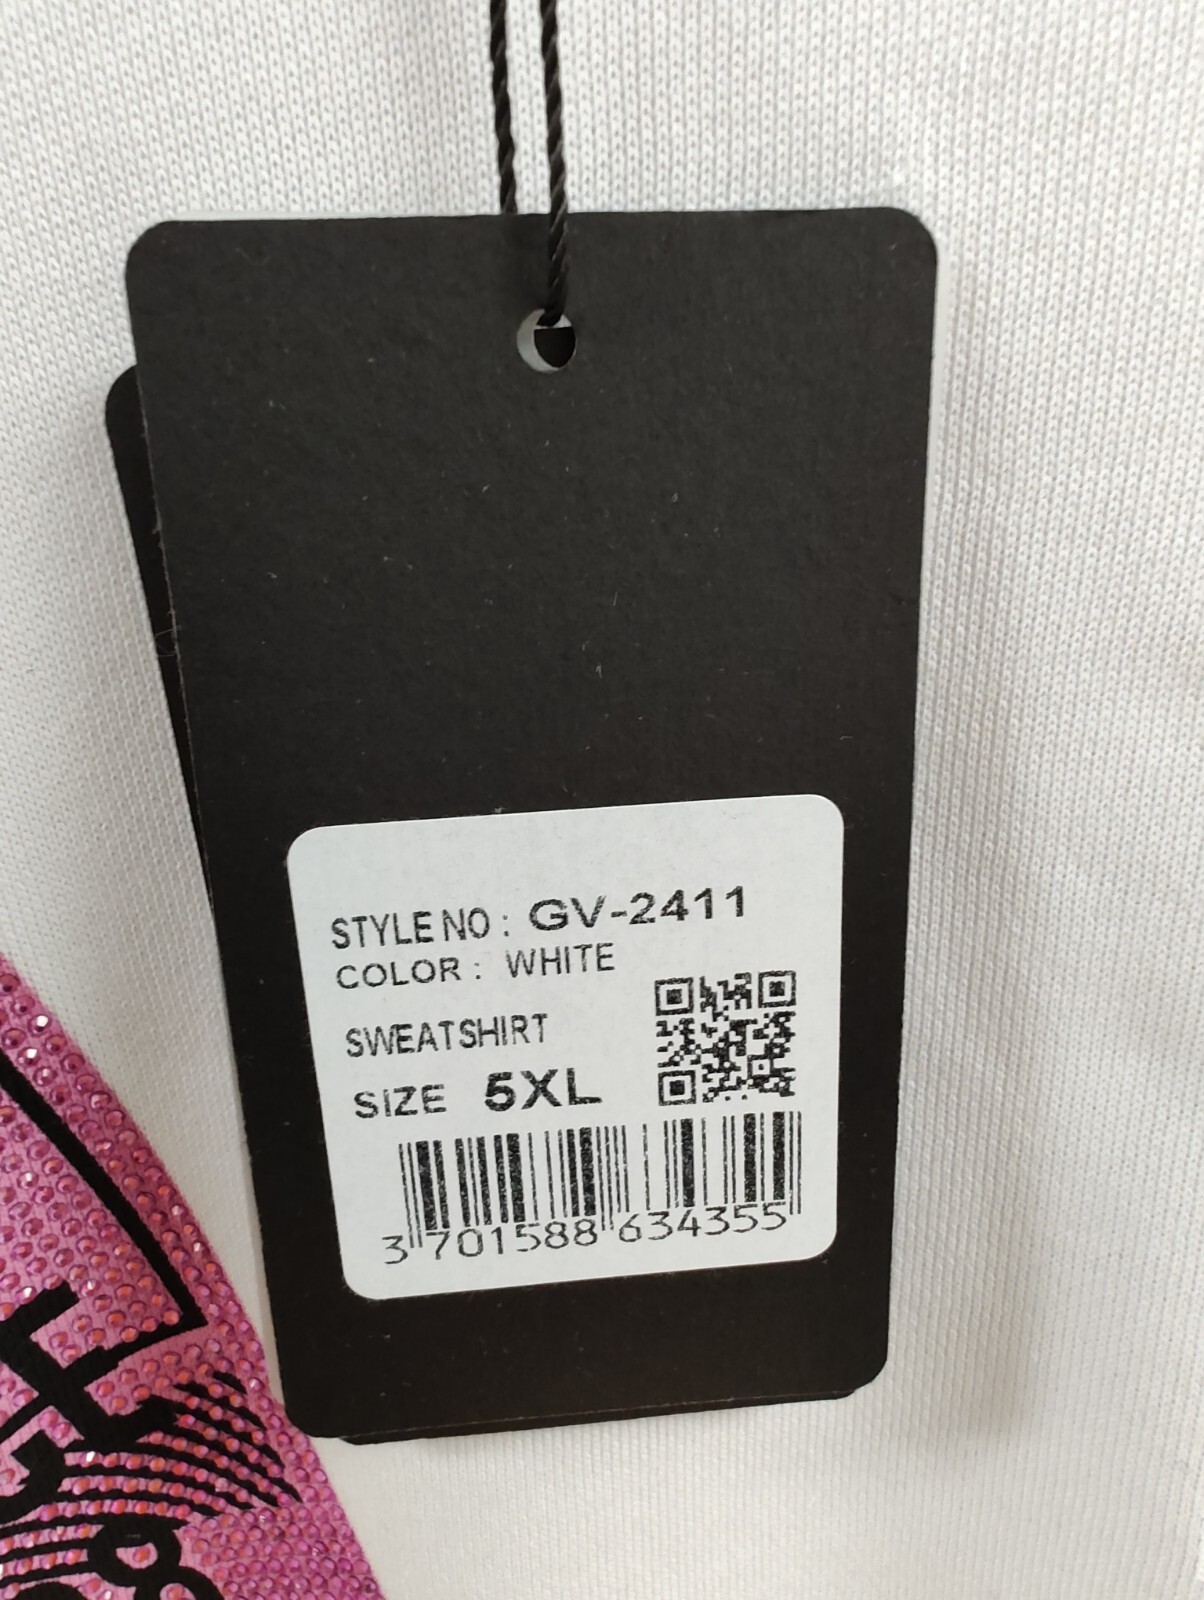 STYLE NO : GV-2411
COLOR : WHITE
SWEATSHIRT
SIZE 5XL
3 701588 634355